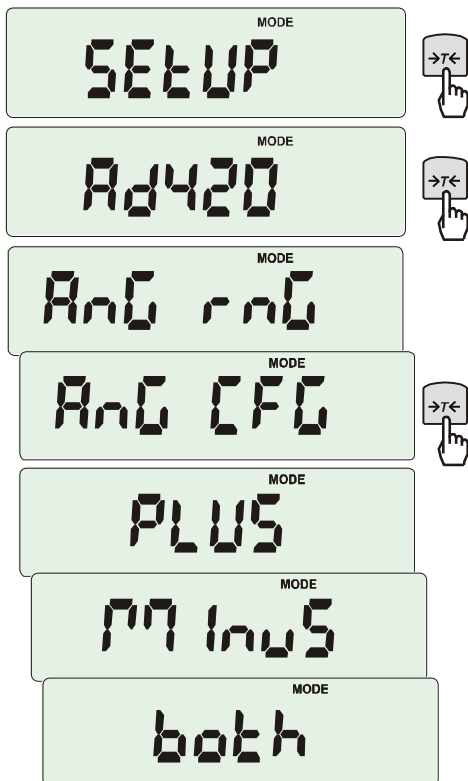 MODE
SEtUP
→T←
MODE
Ad420
→T←
MODE
AnG rnG
MODE
AnG CFG
→T←
MODE
PLUS
MODE
MInuS
MODE
both